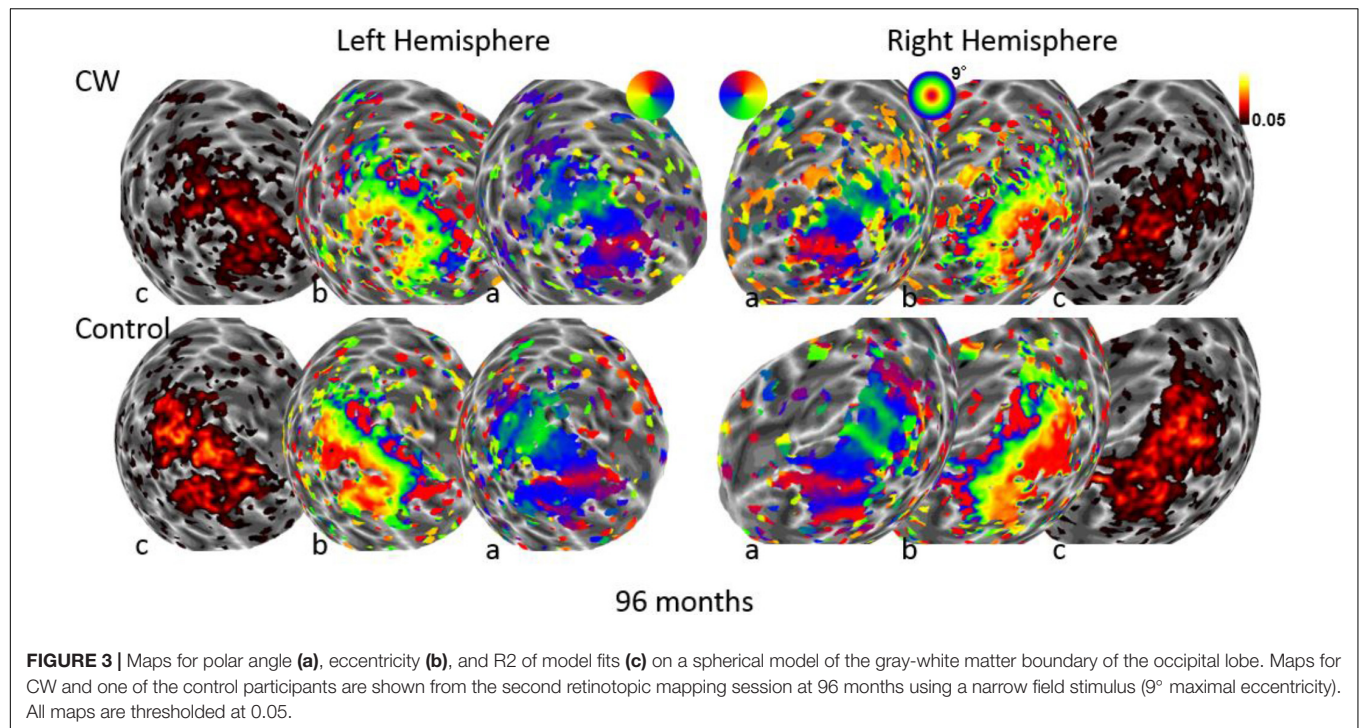 Left Hemisphere
Right Hemisphere
CW
9°
0.05
c
b
a
a
b
c
Control
c
b
a
a
b
c
96 months
FIGURE 3 | Maps for polar angle (a), eccentricity (b), and R2 of model fits (c) on a spherical model of the gray-white matter boundary of the occipital lobe. Maps for
CW and one of the control participants are shown from the second retinotopic mapping session at 96 months using a narrow field stimulus (9° maximal eccentricity).
All maps are thresholded at 0.05.